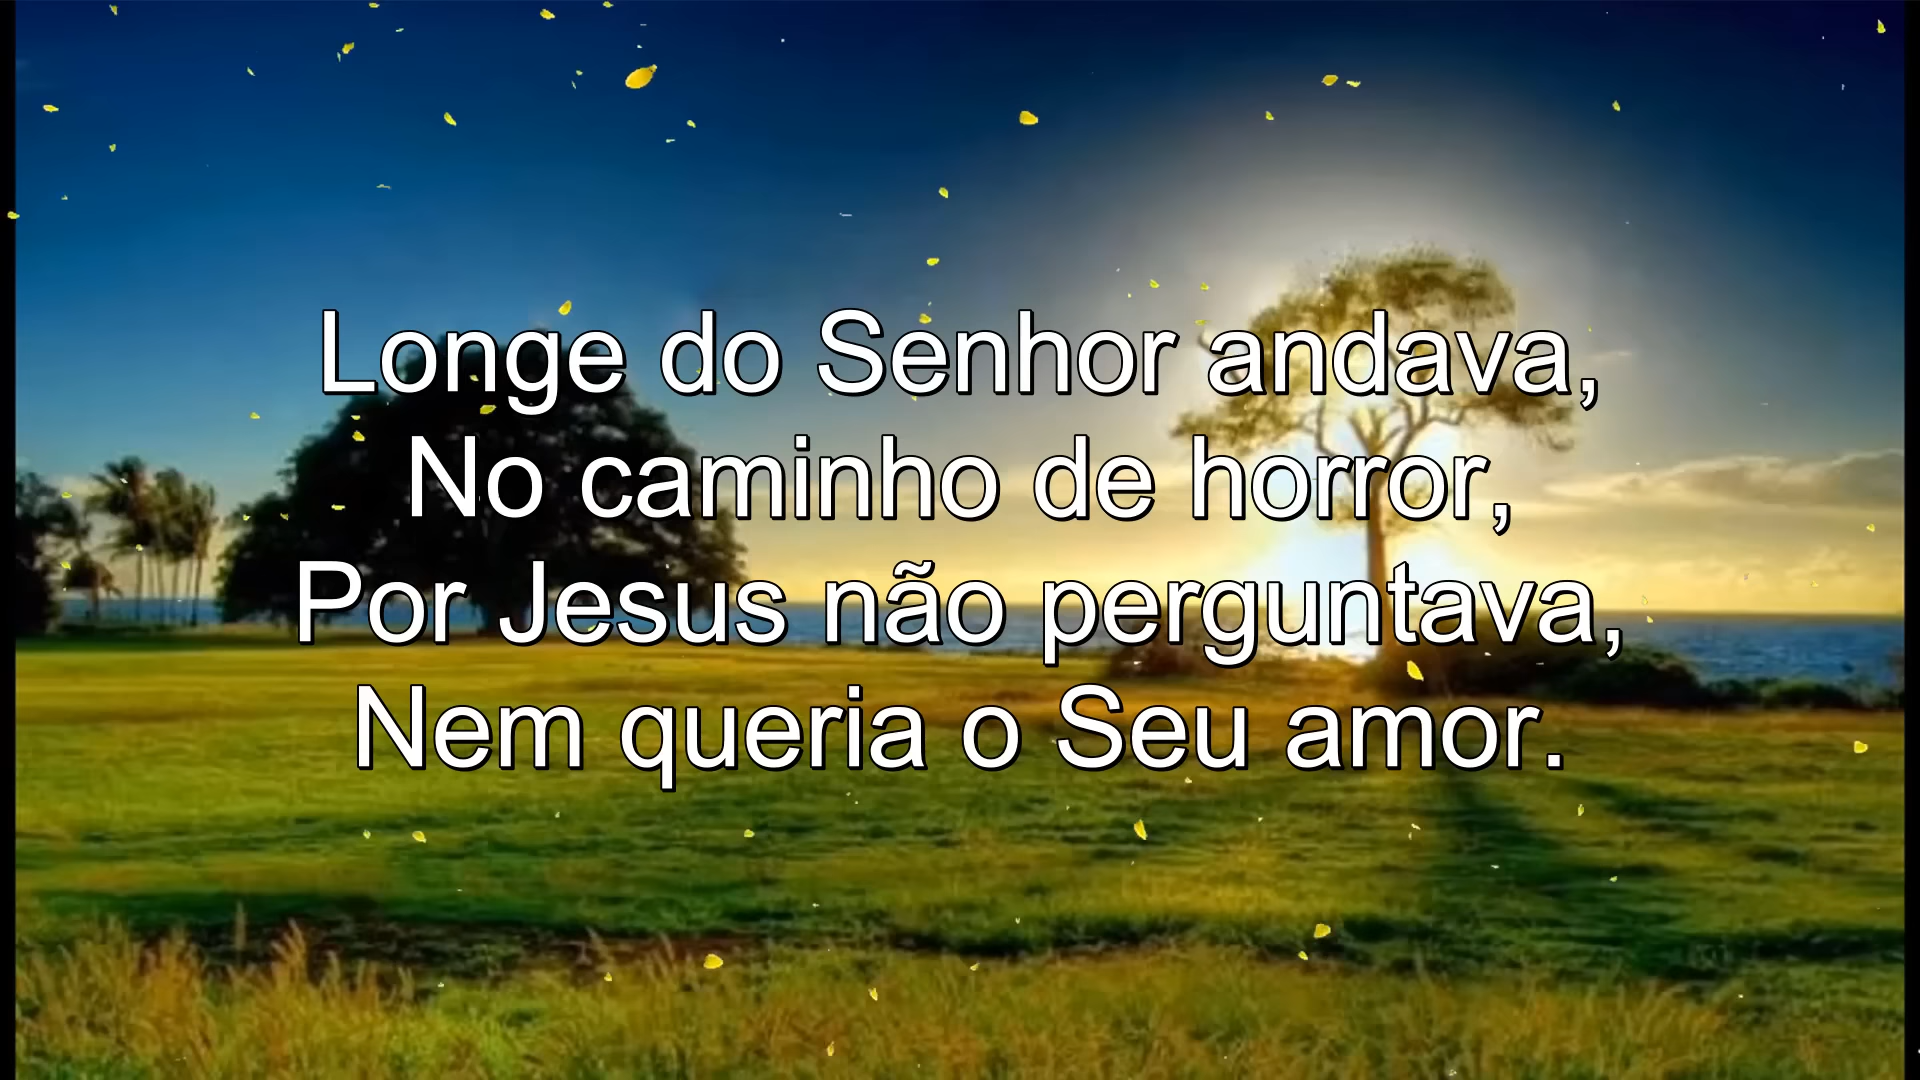 Longe do Senhor andava,
No caminho de horror,
Por Jesus não perguntava,
Nem queria o Seu amor.